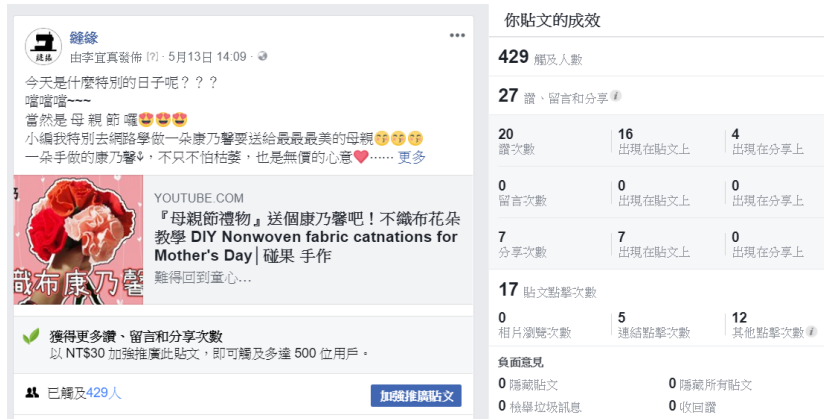 縫緣
縫緣
由李宜真發佈 [?] · 5月13日 14:09 ·
今天是什麼特別的日子呢？？？
噹噹噹~~~
當然是 母 親 節 囉😍😍😍
小編我特別去網路學做一朵康乃馨要送給最最最美的母親😙😙😙
一朵手做的康乃馨⚘，不只不怕枯萎，也是無價的心意❤️…… 更多
織布康乃馨
YOUTUBE.COM
『母親節禮物』送個康乃馨吧！不織布花朵
教學 DIY Nonwoven fabric catnations for
Mother's Day│碰果 手作
難得回到童心…
獲得更多讚、留言和分享次數
以 NT$30 加強推廣此貼文，即可觸及多達 500 位用戶。
已觸及429人
加強推廣貼文
你貼文的成效
429 觸及人數
27 讚、留言和分享
20 16 4
讚次數 出現在貼文上 出現在分享上
0 0 0
留言次數 出現在貼文上 出現在分享上
7 7 0
分享次數 出現在貼文上 出現在分享上
17 貼文點擊次數
0 5 12
相片瀏覽次數 連結點擊次數 其他點擊次數
負面意見
0 隱藏貼文 0 隱藏所有貼文
0 檢舉垃圾訊息 0 收回讚